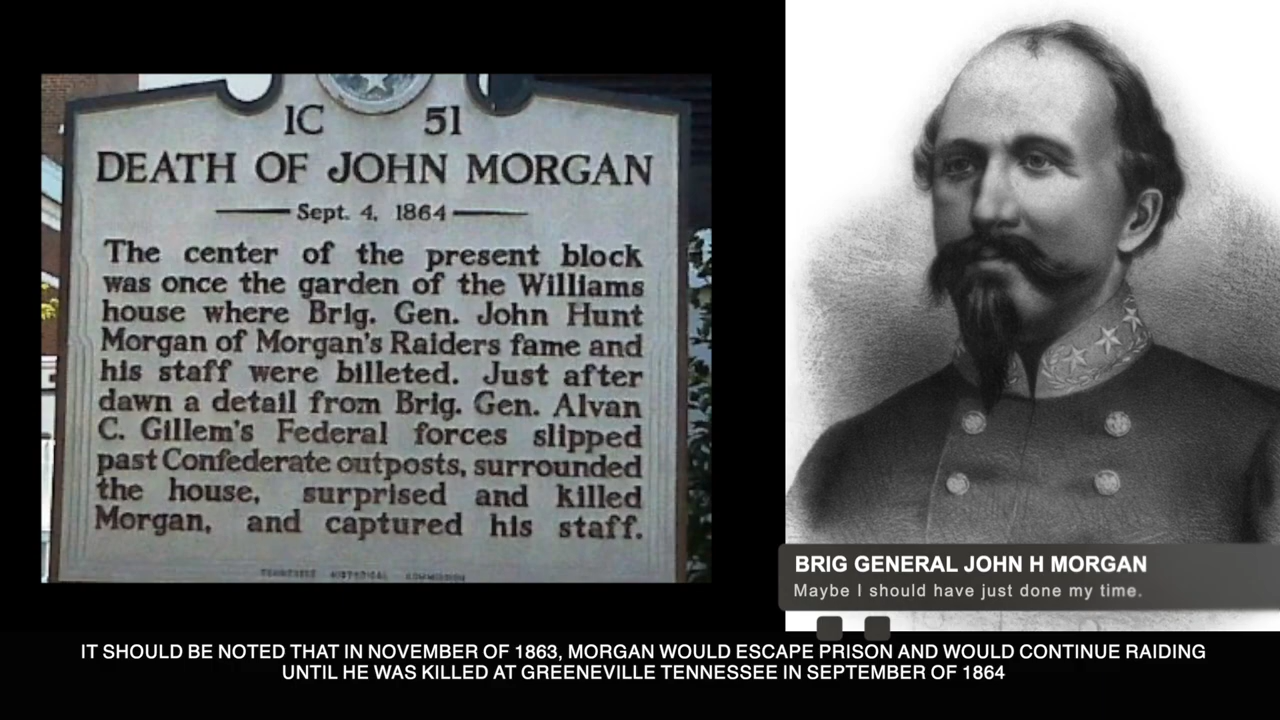 1C 51
DEATH OF JOHN MORGAN
Sept. 4, 1864
The center of the present block
was once the garden of the Williams
house where Brig. Gen. John Hunt
Morgan of Morgan's Raiders fame and
his staff were billeted. Just after
dawn a detail from Brig. Gen. Alvan
C. Gillem's Federal forces slipped
past Confederate outposts, surrounded
the house, surprised and killed
Morgan, and captured his staff.
TENNESSEE HISTORICAL COMMISSION
BRIG GENERAL JOHN H MORGAN
Maybe I should have just done my time.
IT SHOULD BE NOTED THAT IN NOVEMBER OF 1863, MORGAN WOULD ESCAPE PRISON AND WOULD CONTINUE RAIDING
UNTIL HE WAS KILLED AT GREENEVILLE TENNESSEE IN SEPTEMBER OF 1864